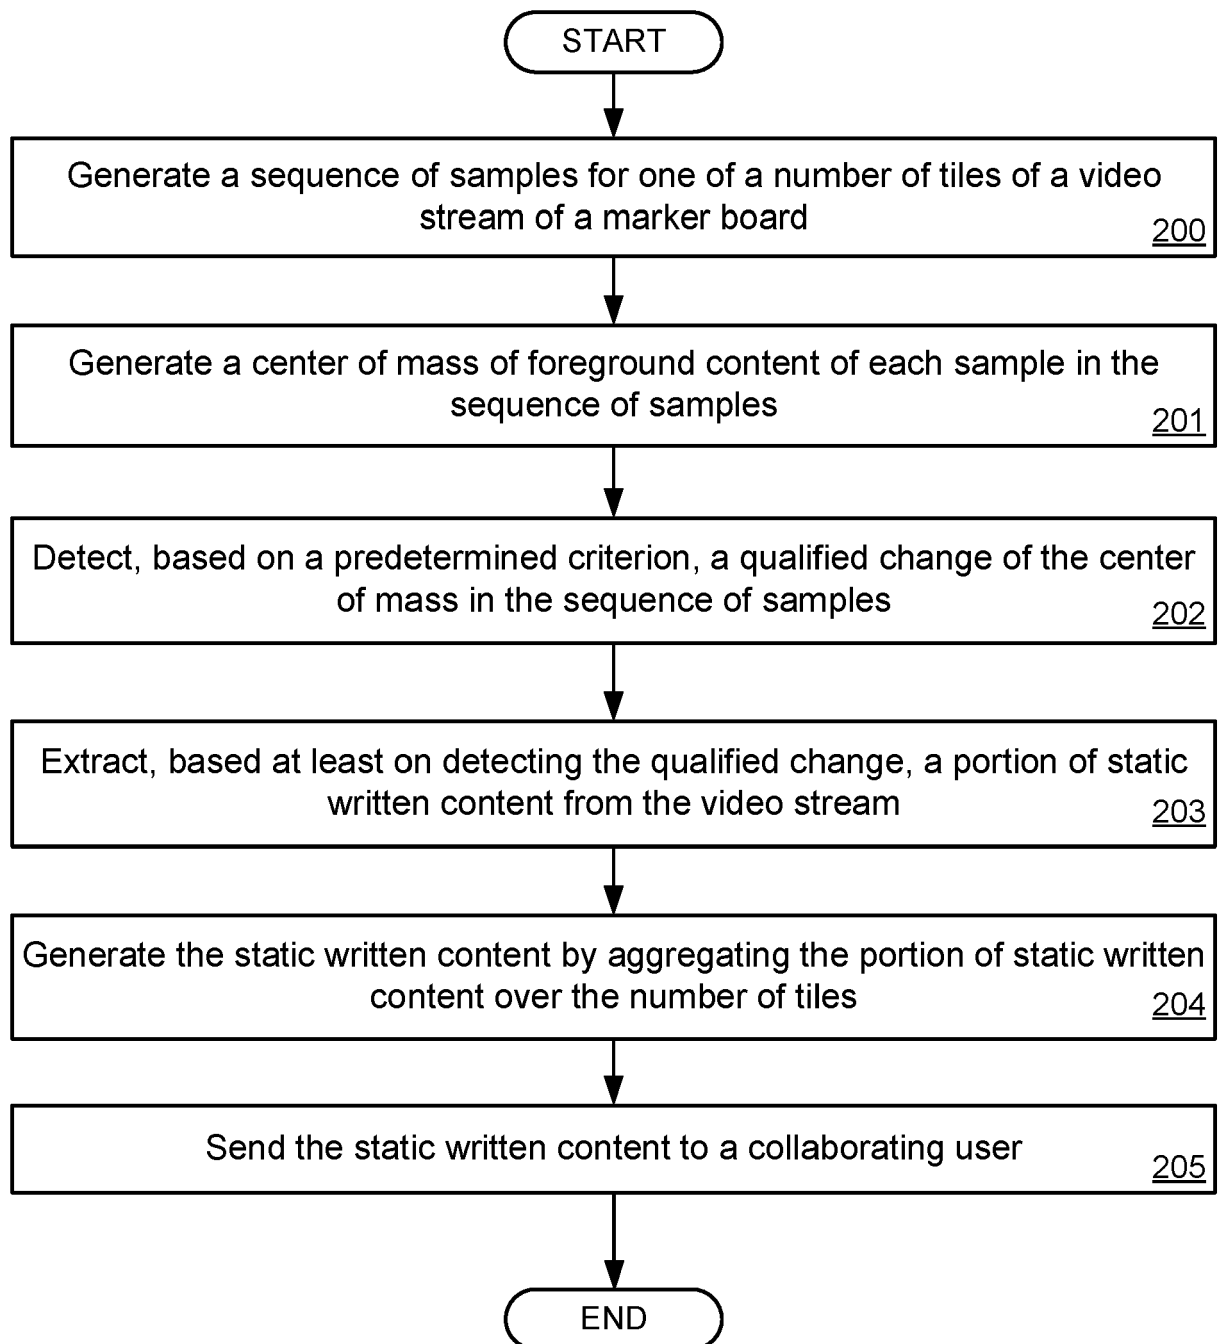 START
Generate a sequence of samples for one of a number of tiles of a video
stream of a marker board
200
Generate a center of mass of foreground content of each sample in the
sequence of samples
201
Detect, based on a predetermined criterion, a qualified change of the center
of mass in the sequence of samples
202
Extract, based at least on detecting the qualified change, a portion of static
written content from the video stream
203
Generate the static written content by aggregating the portion of static written
content over the number of tiles
204
Send the static written content to a collaborating user
205
END